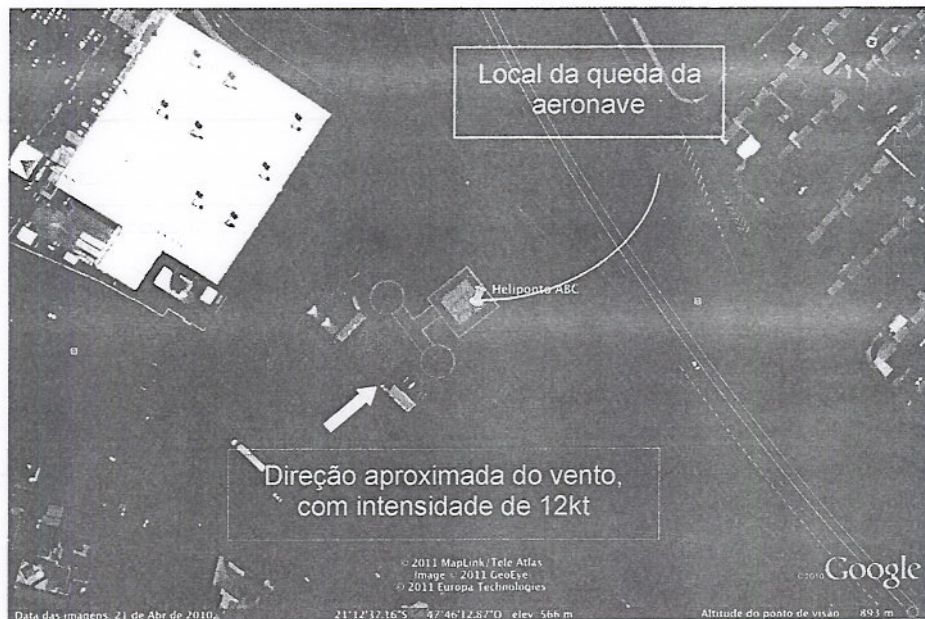 Local da queda da
aeronave
Heliponto ABC
Direção aproximada do vento,
com intensidade de 12kt
© 2011 MapLink/Tele Atlas
Image © 2011 GeoEye
© 2011 Europa Technologies
©2010 Google
Data das imagens: 21 de Abr de 2010 21°12'37.16"S 47°46'12.87"O elev: 566 m Altitude do ponto de visão 893 m